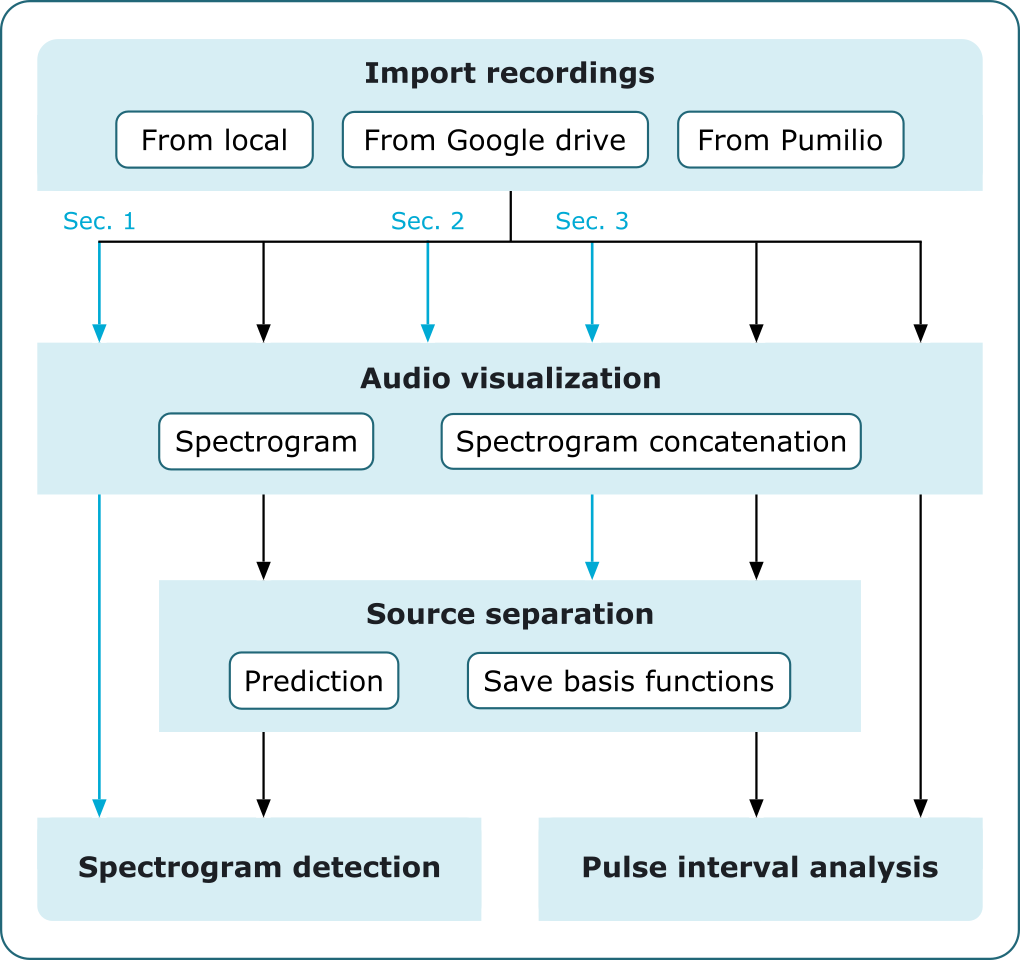 Import recordings
From local
From Google drive
From Pumilio
Sec. 1
Sec. 2
Sec. 3
Audio visualization
Spectrogram
Spectrogram concatenation
Source separation
Prediction
Save basis functions
Spectrogram detection
Pulse interval analysis